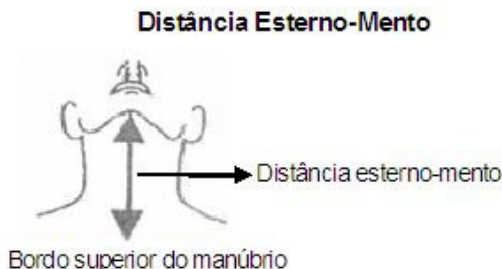 Distância Esterno-Mento
Distância esterno-mento
Bordo superior do manúbrio